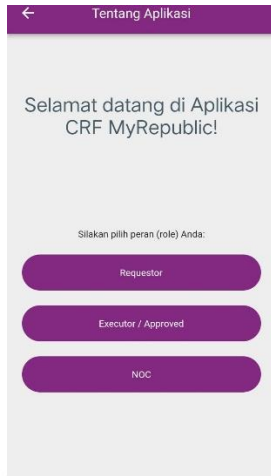 Tentang Aplikasi
Selamat datang di Aplikasi
CRF MyRepublic!
Silakan pilih peran (role) Anda:
Requestor
Executor / Approved
NOC